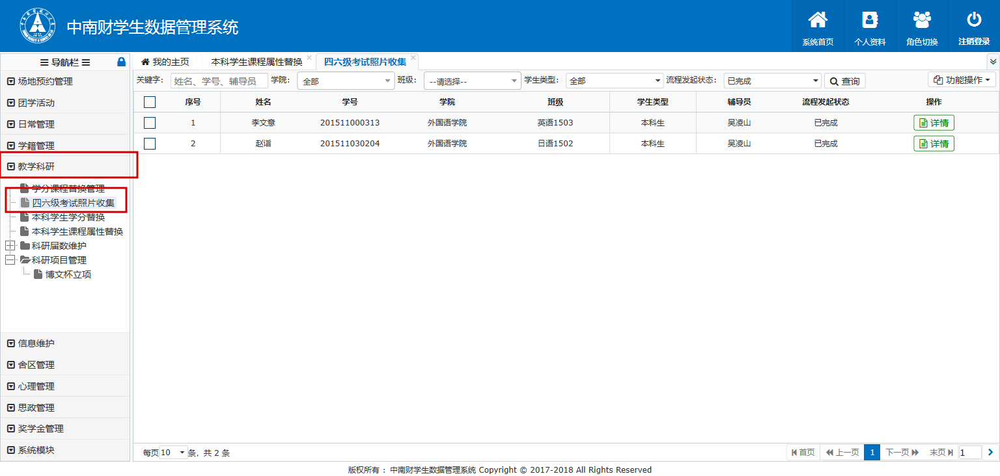 中南财学生数据管理系统
系统首页 个人资料 角色切换 注销登录
导航栏
我的主页 本科学生课程属性替换 四六级考试照片收集
关键字: 姓名、学号、辅导员 学院: 全部 班级: --请选择-- 学生类型: 全部 流程发起状态: 已完成 查询 功能操作
序号 姓名 学号 学院 班级 学生类型 辅导员 流程发起状态 操作
1 李文意 201511000313 外国语学院 英语1503 本科生 吴凌山 已完成 详情
2 赵诣 201511030204 外国语学院 日语1502 本科生 吴凌山 已完成 详情
场地预约管理
团学活动
日常管理
学籍管理
教学科研
学分课程替换管理
四六级考试照片收集
本科学生学分替换
本科学生课程属性替换
科研届数维护
科研项目管理
博文杯立项
信息维护
舍区管理
心理管理
思政管理
奖学金管理
系统模块
每页 10 条, 共 2 条 首页 上一页 1 下一页 末页 1
版权所有 : 中南财学生数据管理系统 Copyright © 2017-2018 All Rights Reserved